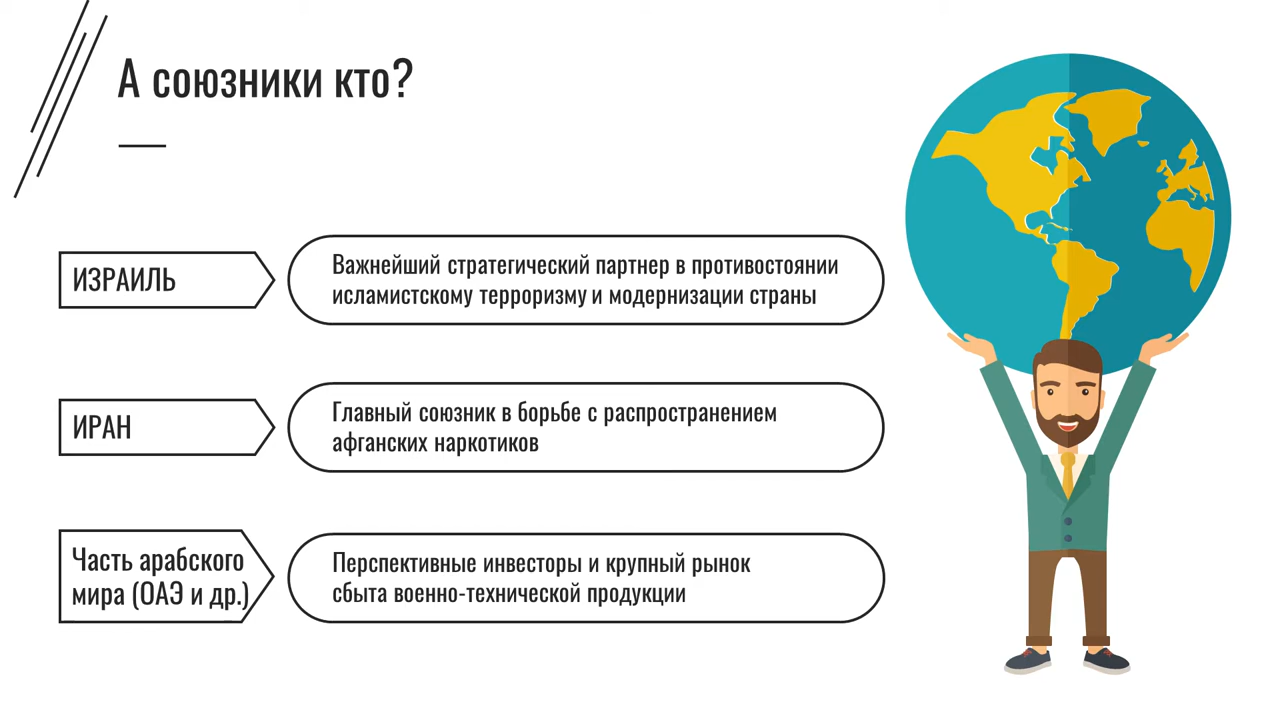 А союзники кто?
ИЗРАИЛЬ
Важнейший стратегический партнер в противостоянии
исламистскому терроризму и модернизации страны
ИРАН
Главный союзник в борьбе с распространением
афганских наркотиков
Часть арабского
мира (ОАЭ и др.)
Перспективные инвесторы и крупный рынок
сбыта военно-технической продукции